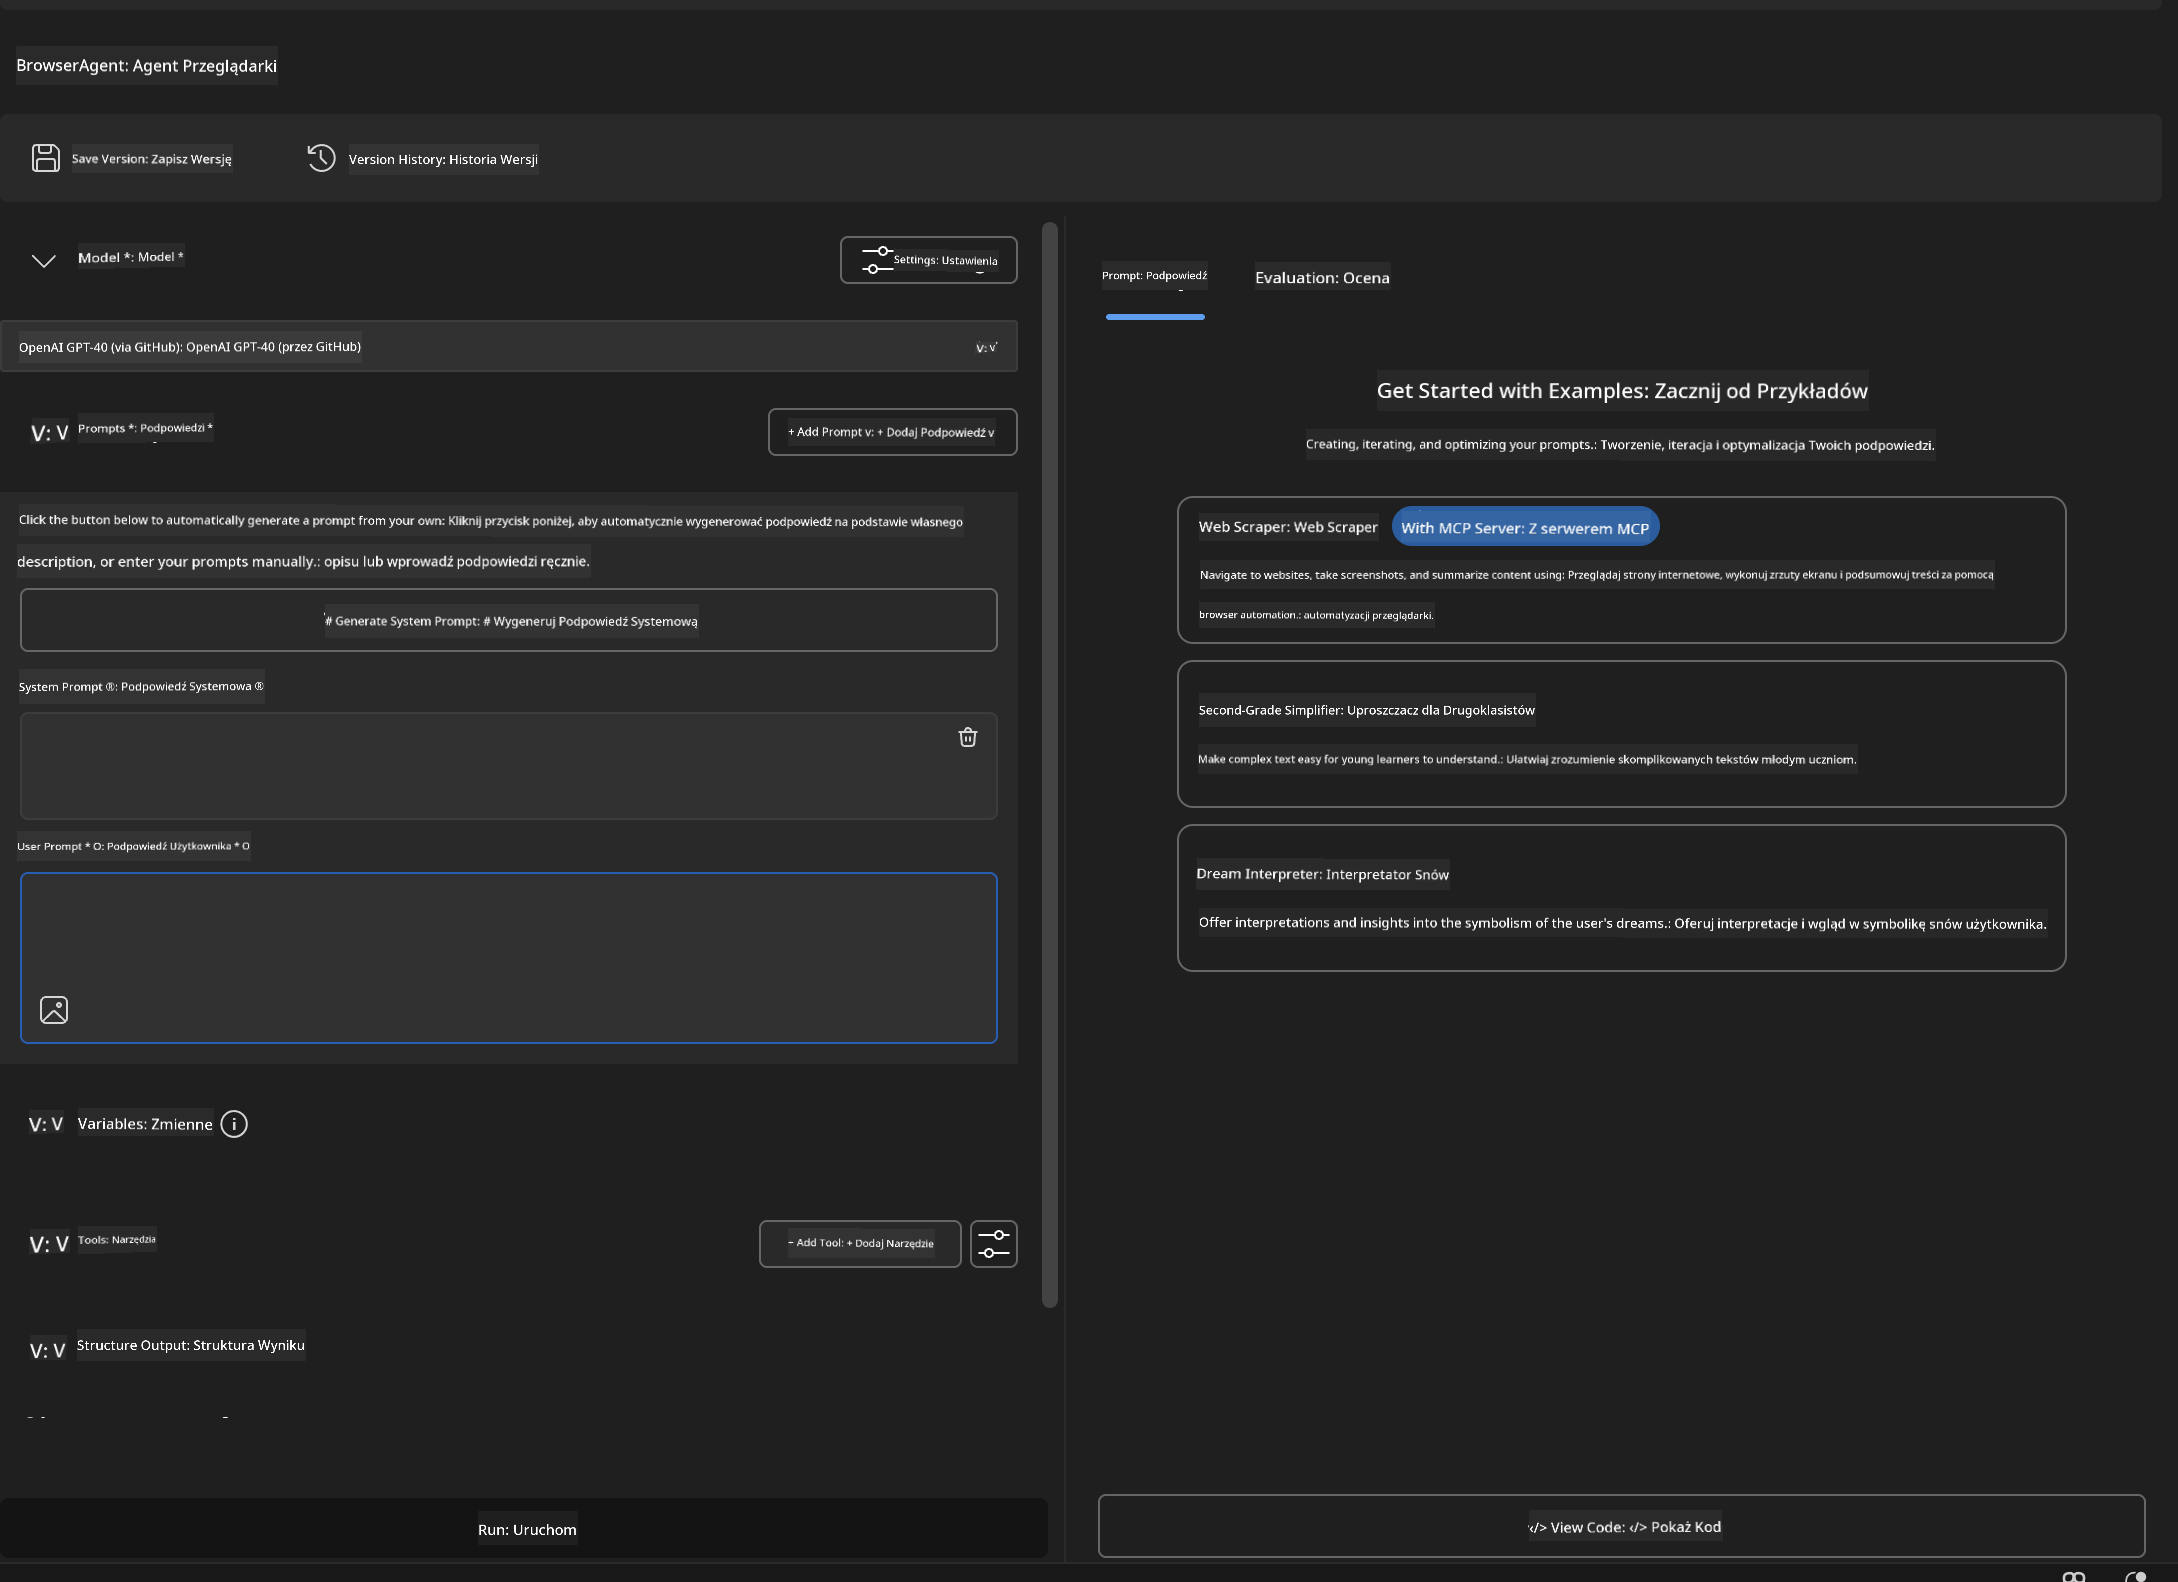 BrowserAgent: Agent Przeglądarki
Save Version: Zapisz Wersję
Version History: Historia Wersji
Model *: Model *
Settings: Ustawienia
OpenAI GPT-40 (via GitHub): OpenAI GPT-40 (przez GitHub)
V: V
V: V
Prompts *: Podpowiedzi *
+ Add Prompt v: + Dodaj Podpowiedź v
Click the button below to automatically generate a prompt from your own: Kliknij przycisk poniżej, aby automatycznie wygenerować podpowiedź na podstawie własnego
description, or enter your prompts manually.: opisu lub wprowadź podpowiedzi ręcznie.
# Generate System Prompt: # Wygeneruj Podpowiedź Systemową
System Prompt ®: Podpowiedź Systemowa ®
User Prompt * O: Podpowiedź Użytkownika * O
V: V
Variables: Zmienne
V: V
Tools: Narzędzia
+ Add Tool: + Dodaj Narzędzie
V: V
Structure Output: Struktura Wyniku
Run: Uruchom
Prompt: Podpowiedź
Evaluation: Ocena
Get Started with Examples: Zacznij od Przykładów
Creating, iterating, and optimizing your prompts.: Tworzenie, iteracja i optymalizacja Twoich podpowiedzi.
Web Scraper: Web Scraper
With MCP Server: Z serwerem MCP
Navigate to websites, take screenshots, and summarize content using: Przeglądaj strony internetowe, wykonuj zrzuty ekranu i podsumowuj treści za pomocą
browser automation.: automatyzacji przeglądarki.
Second-Grade Simplifier: Uproszczacz dla Drugoklasistów
Make complex text easy for young learners to understand.: Ułatwiaj zrozumienie skomplikowanych tekstów młodym uczniom.
Dream Interpreter: Interpretator Snów
Offer interpretations and insights into the symbolism of the user's dreams.: Oferuj interpretacje i wgląd w symbolikę snów użytkownika.
</> View Code: </> Pokaż Kod